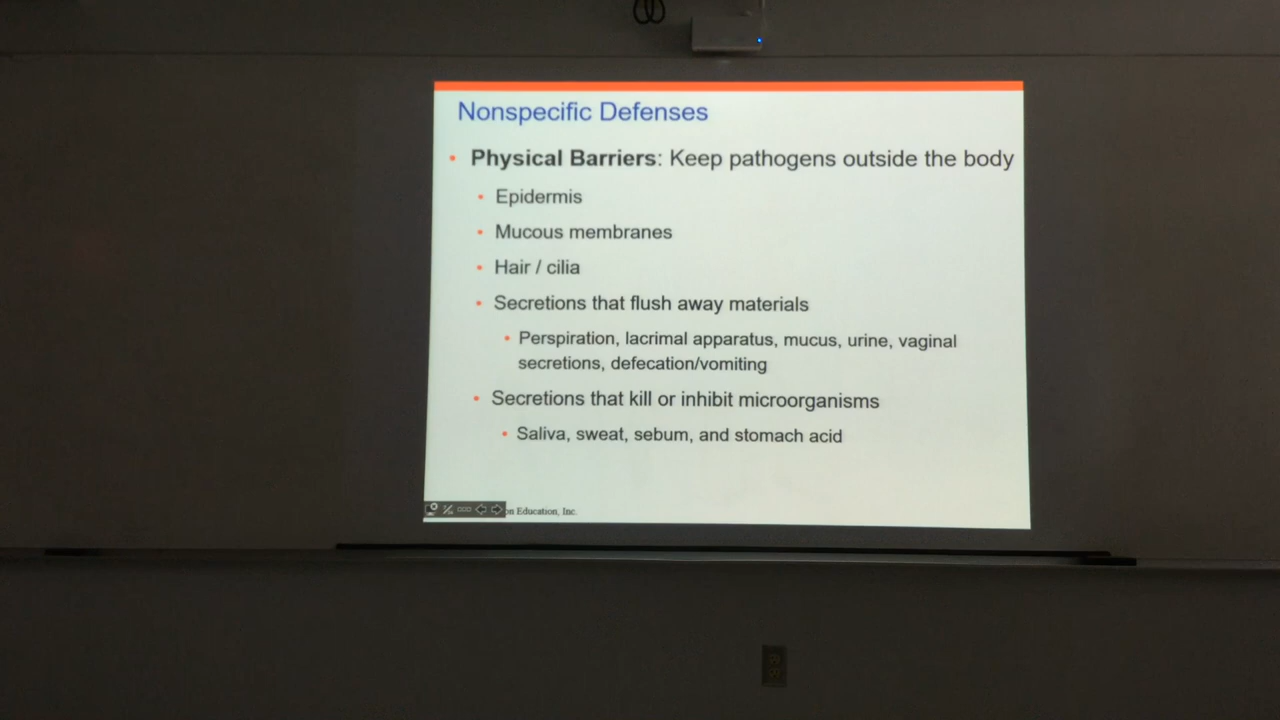 Nonspecific Defenses
• Physical Barriers: Keep pathogens outside the body
• Epidermis
• Mucous membranes
• Hair / cilia
• Secretions that flush away materials
• Perspiration, lacrimal apparatus, mucus, urine, vaginal
secretions, defecation/vomiting
• Secretions that kill or inhibit microorganisms
• Saliva, sweat, sebum, and stomach acid
Education, Inc.